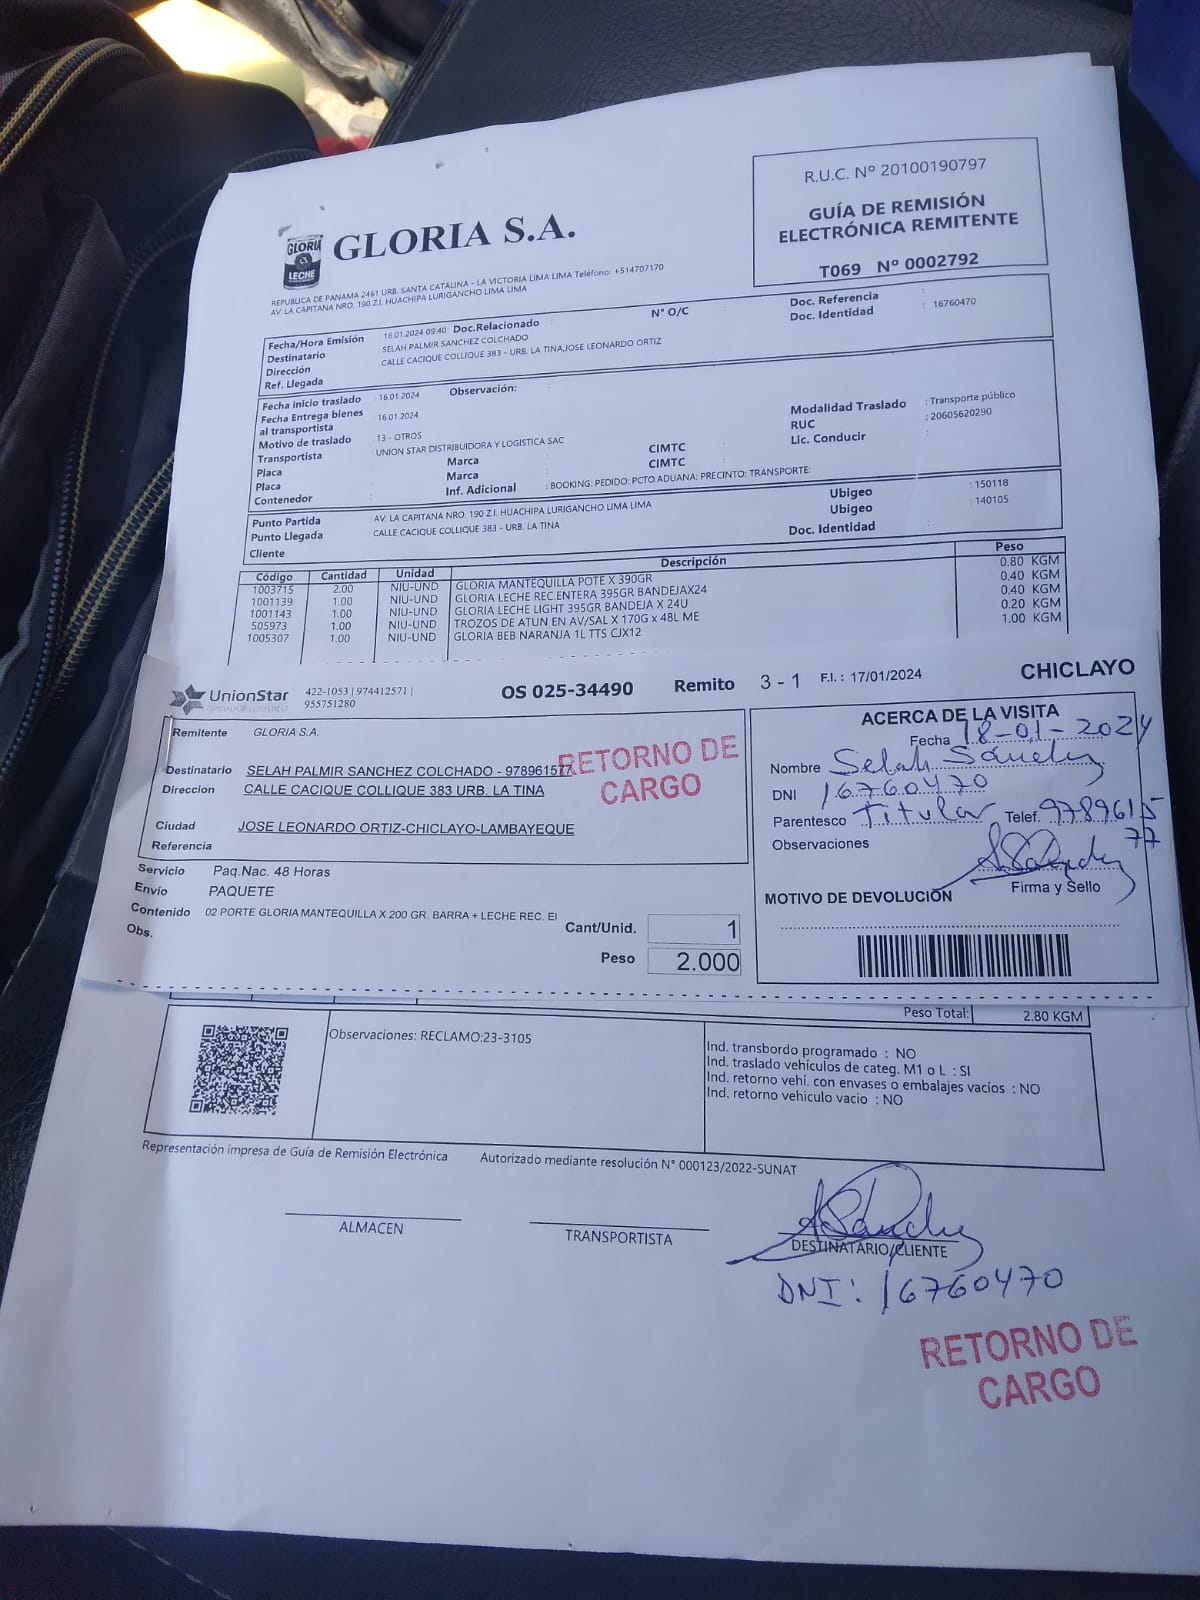 R.U.C. Nº 20100190797
GUÍA DE REMISIÓN
ELECTRÓNICA REMITENTE
T069 Nº 0002792
GLORIA
LECHE
GLORIA S.A.
REPUBLICA DE PANAMA 2461 URB. SANTA CATALINA - LA VICTORIA LIMA LIMA Teléfono: +514707170
AV. LA CAPITANA NRO. 190 Z.I. HUACHIPA LURIGANCHO LIMA LIMA
Fecha/Hora Emisión : 16.01.2024 09:40 Doc.Relacionado : N° O/C : Doc. Referencia :
Destinatario : SELAH PALMIR SANCHEZ COLCHADO Doc. Identidad : 16760470
Dirección : CALLE CACIQUE COLLIQUE 383 - URB. LA TINA,JOSE LEONARDO ORTIZ
Ref. Llegada
Fecha inicio traslado : 16.01.2024 Observación: :
Fecha Entrega bienes
al transportista : 16.01.2024 Modalidad Traslado : Transporte público
Motivo de traslado : 13 - OTROS RUC : 20605620290
Transportista : UNION STAR DISTRIBUIDORA Y LOGISTICA SAC Lic. Conducir :
Placa : Marca : CIMTC :
Placa : Marca : CIMTC :
Contenedor : Inf. Adicional : BOOKING: PEDIDO: PCTO.ADUANA: PRECINTO: TRANSPORTE:
Punto Partida : AV. LA CAPITANA NRO. 190 Z.I. HUACHIPA LURIGANCHO LIMA LIMA Ubigeo : 150118
Punto Llegada : CALLE CACIQUE COLLIQUE 383 - URB. LA TINA Ubigeo : 140105
Cliente Doc. Identidad :
Código Cantidad Unidad Descripción Peso
1003715 2.00 NIU-UND GLORIA MANTEQUILLA POTE X 390GR 0.80 KGM
1001139 1.00 NIU-UND GLORIA LECHE REC.ENTERA 395GR BANDEJAX24 0.40 KGM
1001143 1.00 NIU-UND GLORIA LECHE LIGHT 395GR BANDEJA X 24U 0.40 KGM
505973 1.00 NIU-UND TROZOS DE ATUN EN AV/SAL X 170G x 48L ME 0.20 KGM
1005307 1.00 NIU-UND GLORIA BEB NARANJA 1L TTS CJX12 1.00 KGM
UnionStar 422-1053 | 974412571 | OS 025-34490 Remito 3 - 1 F.I. : 17/01/2024 CHICLAYO
OPERADOR LOGISTICO 955751280
Remitente GLORIA S.A.
Destinatario SELAH PALMIR SANCHEZ COLCHADO - 978961577
Direccion CALLE CACIQUE COLLIQUE 383 URB. LA TINA
RETORNO DE
CARGO
Ciudad JOSE LEONARDO ORTIZ-CHICLAYO-LAMBAYEQUE
Referencia
Servicio Paq.Nac. 48 Horas
Envío PAQUETE
Contenido 02 PORTE GLORIA MANTEQUILLA X 200 GR. BARRA + LECHE REC. EI
Obs.
Cant/Unid. 1
Peso 2.000
ACERCA DE LA VISITA
Fecha 18-01-2024
Nombre Selah Sánchez
DNI 16760470
Parentesco Titular Telef. 9789615
77
Observaciones
Firma y Sello
MOTIVO DE DEVOLUCIÓN
Peso Total: 2.80 KGM
Observaciones: RECLAMO:23-3105
Ind. transbordo programado : NO
Ind. traslado vehículos de categ. M1 o L : SI
Ind. retorno vehí. con envases o embalajes vacíos : NO
Ind. retorno vehiculo vacio : NO
Representación impresa de Guía de Remisión Electrónica Autorizado mediante resolución N° 000123/2022-SUNAT
ALMACEN
TRANSPORTISTA
DESTINATARIO/CLIENTE
DNI: 16760470
RETORNO DE
CARGO